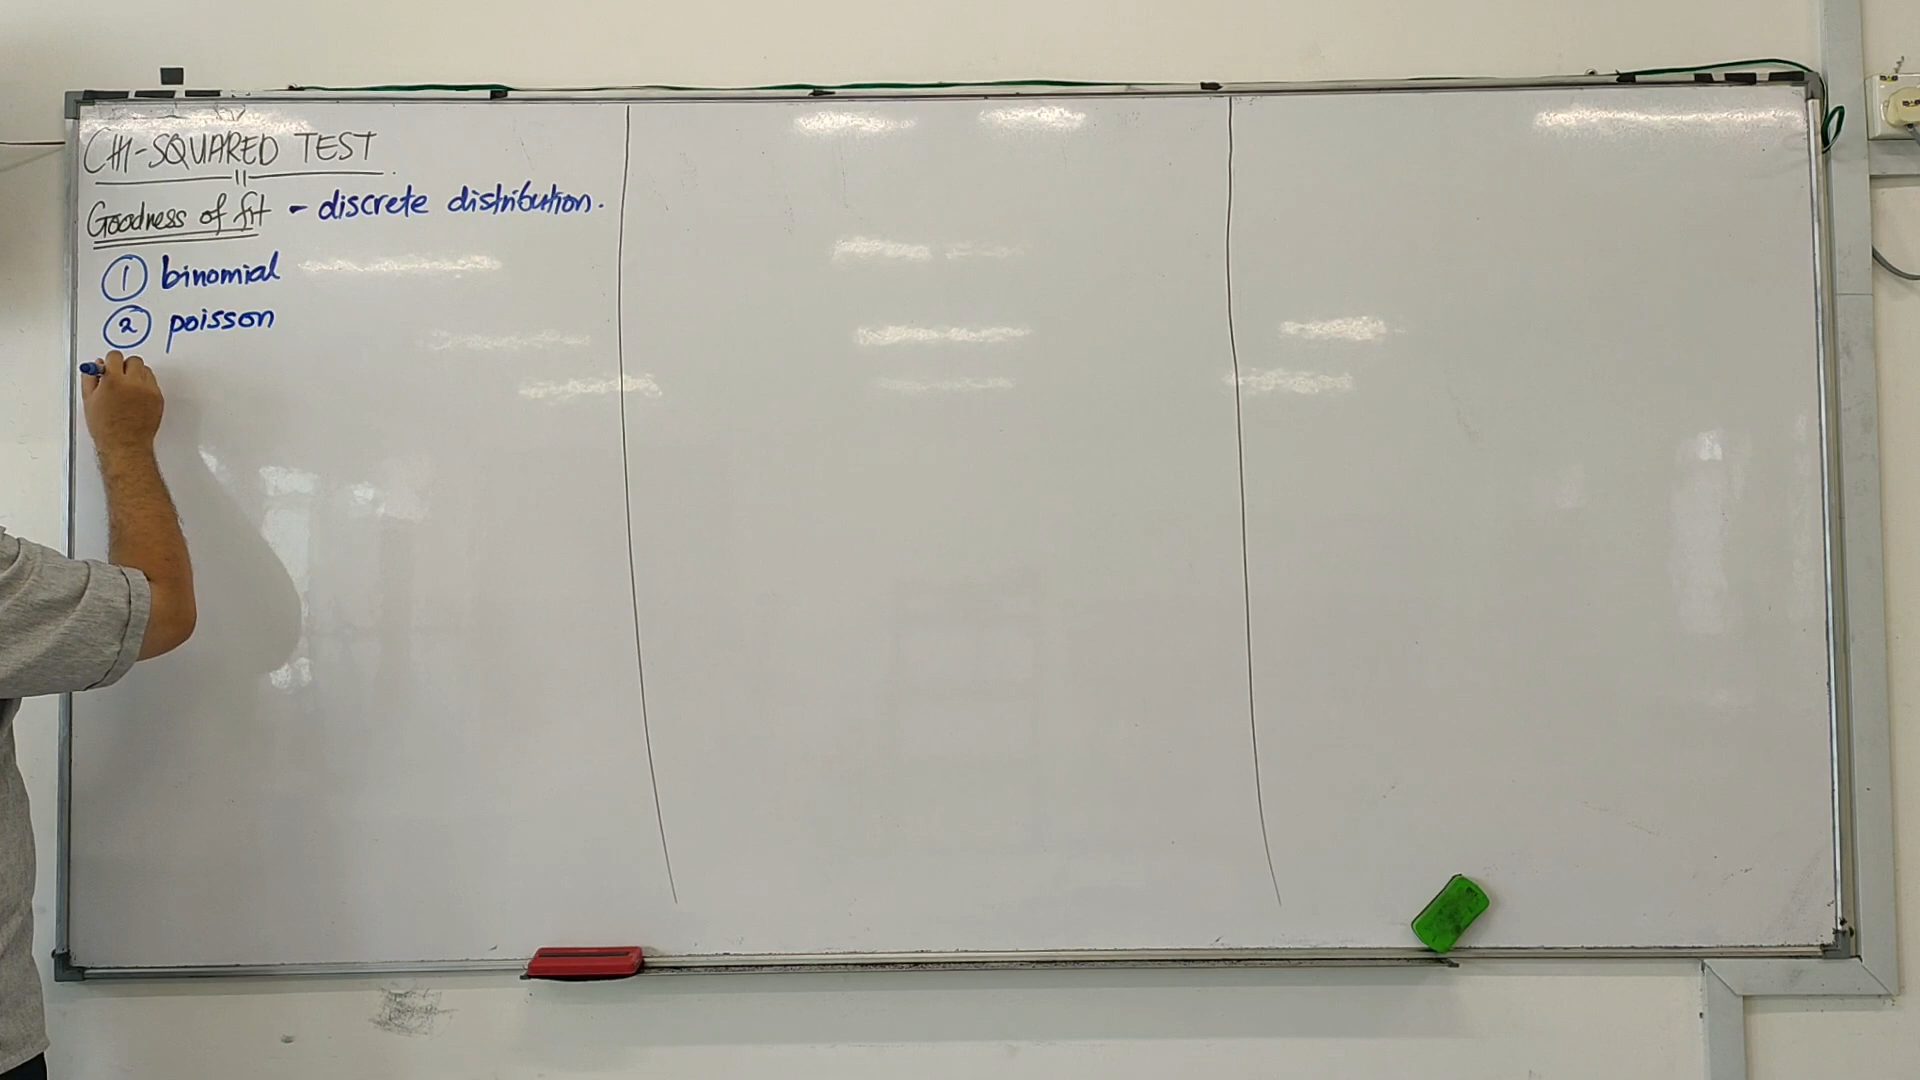 CHI-SQUARED TEST
Goodness of fit - discrete distribution.
① binomial
② poisson